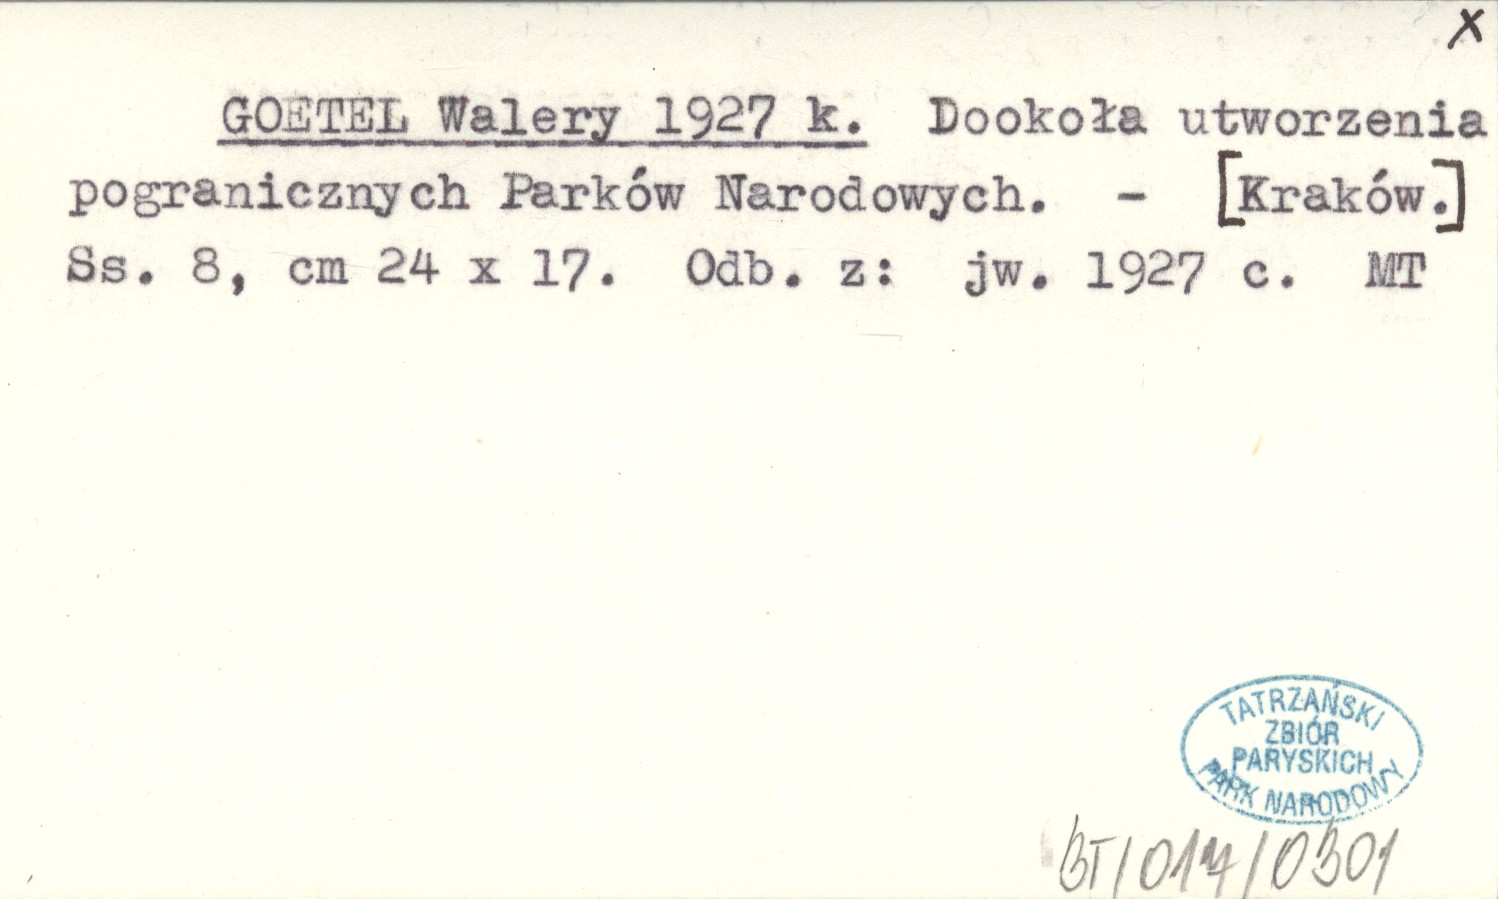 x
GOETEL Walery 1927 k. Dookoła utworzenia
pogranicznych Parków Narodowych. - [Kraków.]
Ss. 8, cm 24 x 17. Odb. z: jw. 1927 c. MT
TATRZAŃSKI
ZBIÓR
PARYSKICH
PARK NARODOWY
BT/017/0301